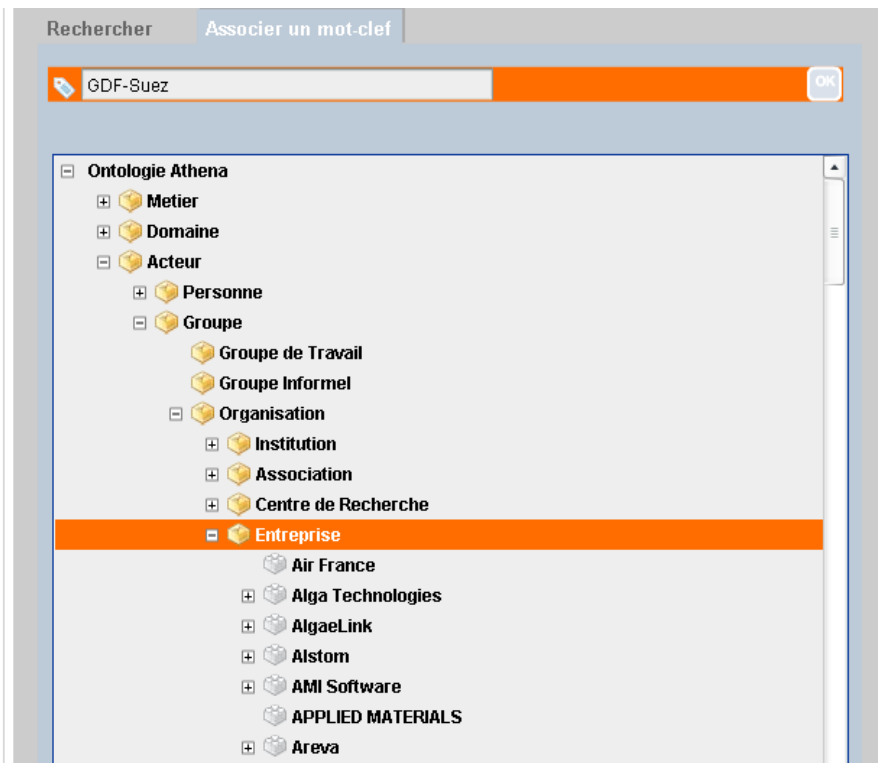 Rechercher Associer un mot-clef
GDF-Suez OK
Ontologie Athena
Metier
Domaine
Acteur
Personne
Groupe
Groupe de Travail
Groupe Informel
Organisation
Institution
Association
Centre de Recherche
Entreprise
Air France
Alga Technologies
AlgaeLink
Alstom
AMI Software
APPLIED MATERIALS
Areva